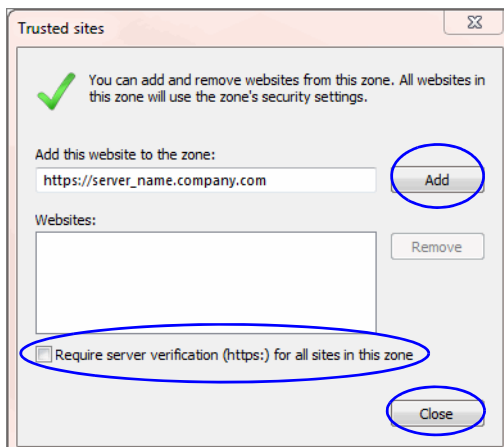 Trusted sites
You can add and remove websites from this zone. All websites in
this zone will use the zone's security settings.
Add this website to the zone:
https://server_name.company.com
Add
Websites:
Remove
Require server verification (https:) for all sites in this zone
Close